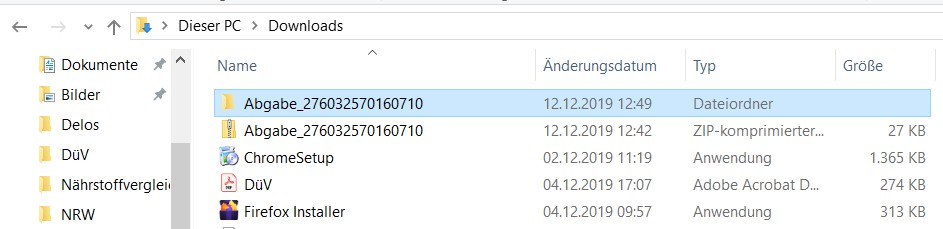 Dieser PC > Downloads
Name Änderungsdatum Typ Größe
Dokumente
Bilder
Delos
DüV
Nährstoffverglei
NRW
Abgabe_276032570160710 12.12.2019 12:49 Dateiordner
Abgabe_276032570160710 12.12.2019 12:42 ZIP-komprimierter... 27 KB
ChromeSetup 02.12.2019 11:19 Anwendung 1.365 KB
DüV 04.12.2019 17:07 Adobe Acrobat D... 274 KB
Firefox Installer 04.12.2019 09:57 Anwendung 313 KB